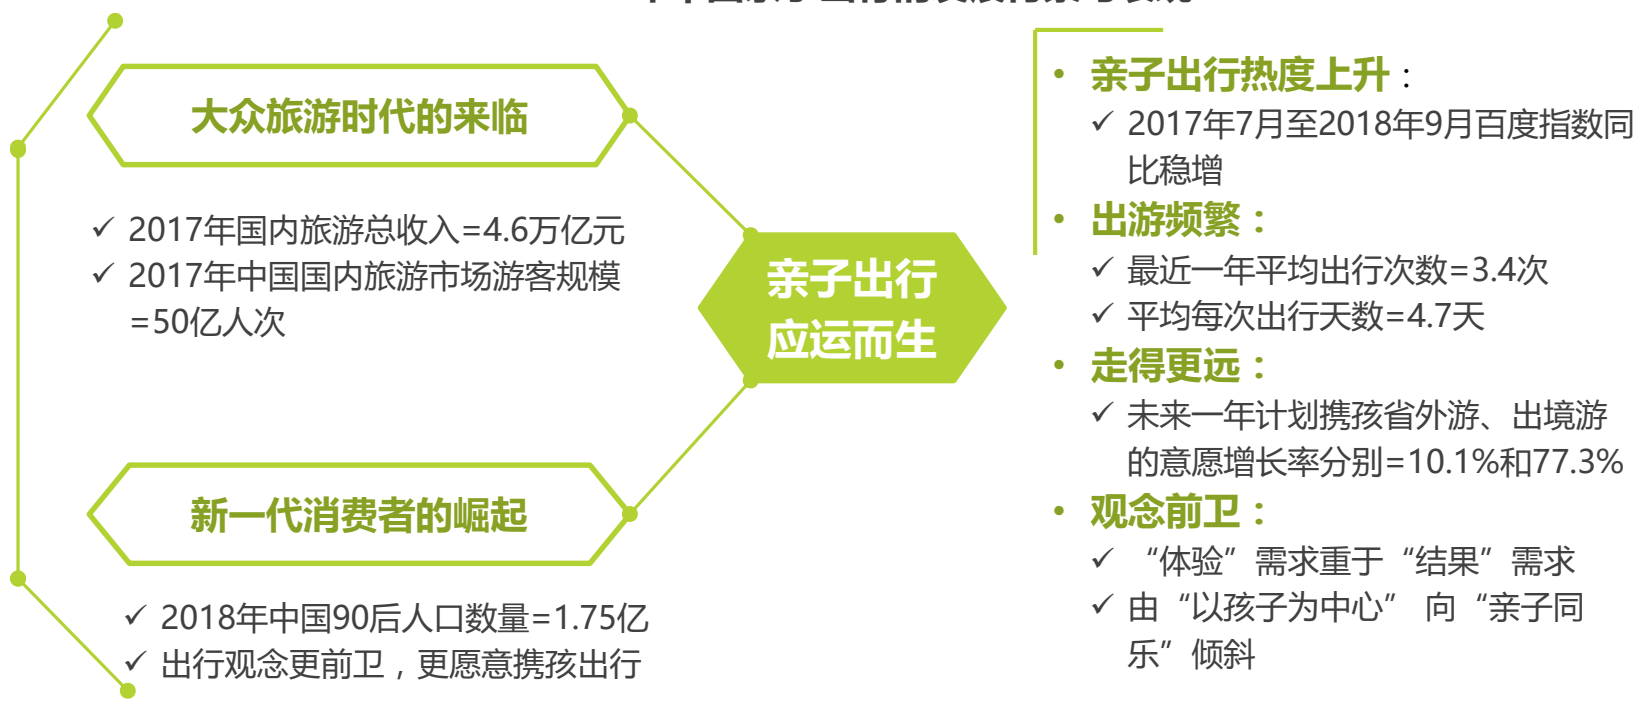 大众旅游时代的来临
✓ 2017年国内旅游总收入=4.6万亿元
✓ 2017年中国国内旅游市场游客规模
=50亿人次
新一代消费者的崛起
✓ 2018年中国90后人口数量=1.75亿
✓ 出行观念更前卫，更愿意携孩出行
亲子出行
应运而生
• 亲子出行热度上升：
✓ 2017年7月至2018年9月百度指数同
比稳增
• 出游频繁：
✓ 最近一年平均出行次数=3.4次
✓ 平均每次出行天数=4.7天
• 走得更远：
✓ 未来一年计划携孩省外游、出境游
的意愿增长率分别=10.1%和77.3%
• 观念前卫：
✓ “体验”需求重于“结果”需求
✓ 由“以孩子为中心” 向“亲子同
乐”倾斜